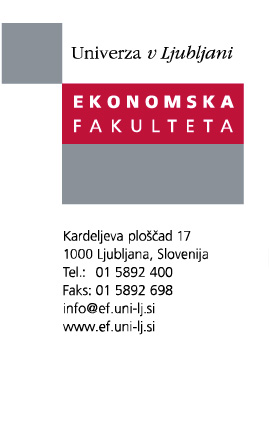 Univerza v Ljubljani
EKONOMSKA
FAKULTETA
Kardeljeva ploščad 17
1000 Ljubljana, Slovenija
Tel.: 01 5892 400
Faks: 01 5892 698
info@ef.uni-lj.si
www.ef.uni-lj.si